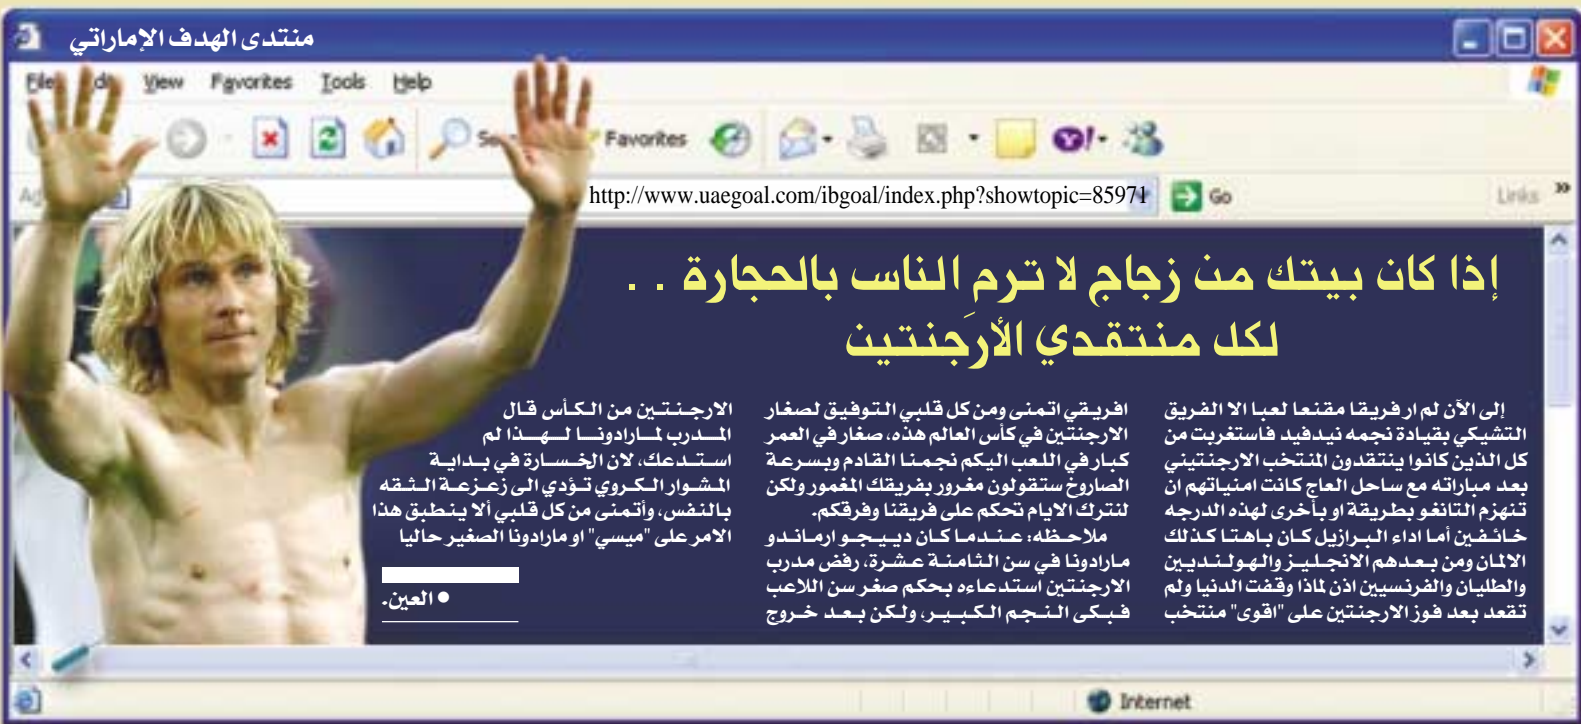 منتدى الهدف الإماراتي
View Favorites Tools Help
Favorites
http://www.uaegoal.com/ibgoal/index.php?showtopic=85971
Go
Links
إذا كان بيتك من زجاج لا ترمِ الناس بالحجارة . .
لكل منتقدي الأرَجنتين
إلى الآن لم ار فريقا مقنعا لعبا الا الفريق
التشيكي بقيادة نجمه نيدفيد فاستغربت من
كل الذين كانوا ينتقدون المنتخب الارجنتيني
بعد مباراته مع ساحل العاج كانت امنياتهم ان
تنهزم التانغو بطريقة او بأخرى لهذه الدرجه
خائفين أما اداء البرازيل كان باهتا كذلك
الالمان ومن بعدهم الانجليز والهولنديين
والطليان والفرنسيين اذن لماذا وقفت الدنيا ولم
تقعد بعد فوز الارجنتين على "اقوى" منتخب
افريقي اتمنى ومن كل قلبي التوفيق لصغار
الارجنتين في كأس العالم هذه، صغار في العمر
كبار في اللعب اليكم نجمنا القادم وبسرعة
الصاروخ ستقولون مغرور بفريقك المغمور ولكن
لنترك الايام تحكم على فريقنا وفرقكم.
ملاحظه: عندما كان دييجو ارماندو
مارادونا في سن الثامنة عشرة، رفض مدرب
الارجنتين استدعاءه بحكم صغر سن اللاعب
فبكى النجم الكبير، ولكن بعد خروج
الارجنتين من الكأس قال
المدرب لمارادونا لهذا لم
استدعك، لان الخسارة في بداية
المشوار الكروي تؤدي الى زعزعة الثقه
بالنفس، وأتمنى من كل قلبي ألا ينطبق هذا
الامر على "ميسي" او مارادونا الصغير حاليا
● العين.
Internet